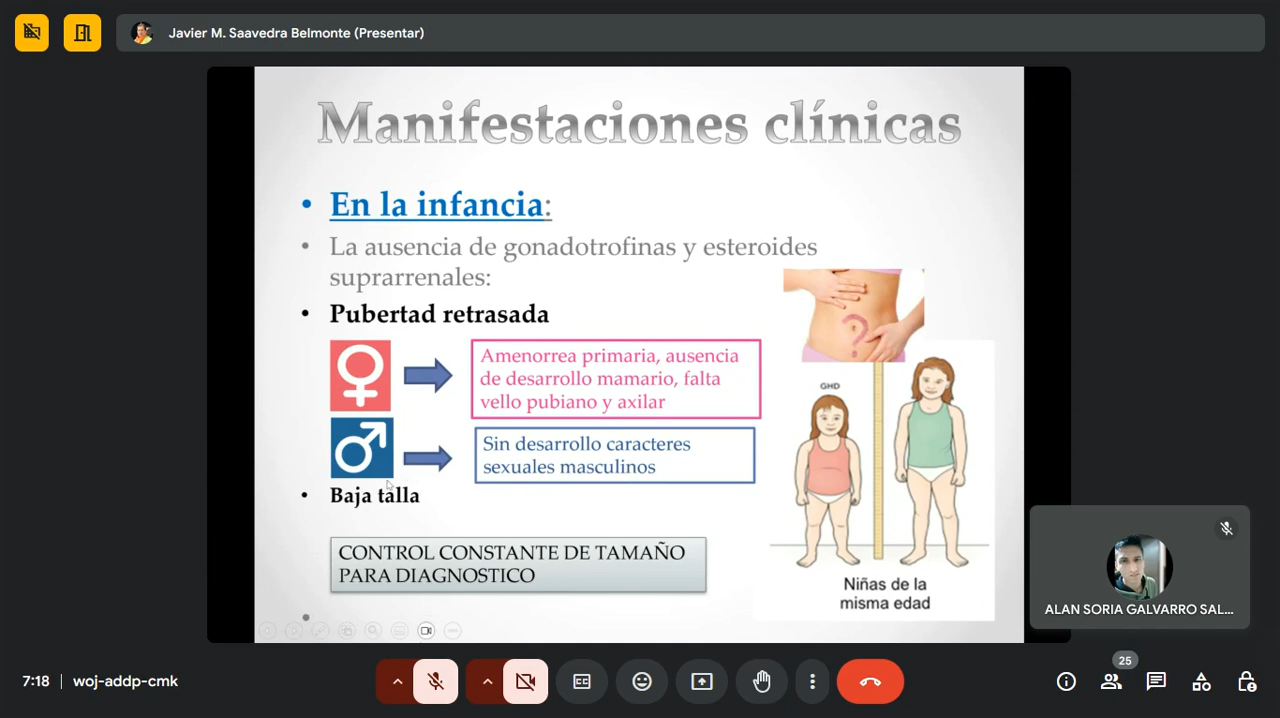 Javier M. Saavedra Belmonte (Presentar)
Manifestaciones clínicas
• En la infancia:
• La ausencia de gonadotrofinas y esteroides
suprarrenales:
• Pubertad retrasada
Amenorrea primaria, ausencia
de desarrollo mamario, falta
vello pubiano y axilar
Sin desarrollo caracteres
sexuales masculinos
• Baja talla
CONTROL CONSTANTE DE TAMAÑO
PARA DIAGNOSTICO
?
GHD
Niñas de la
misma edad
ALAN SORIA GALVARRO SAL...
7:18 | woj-addp-cmk
25